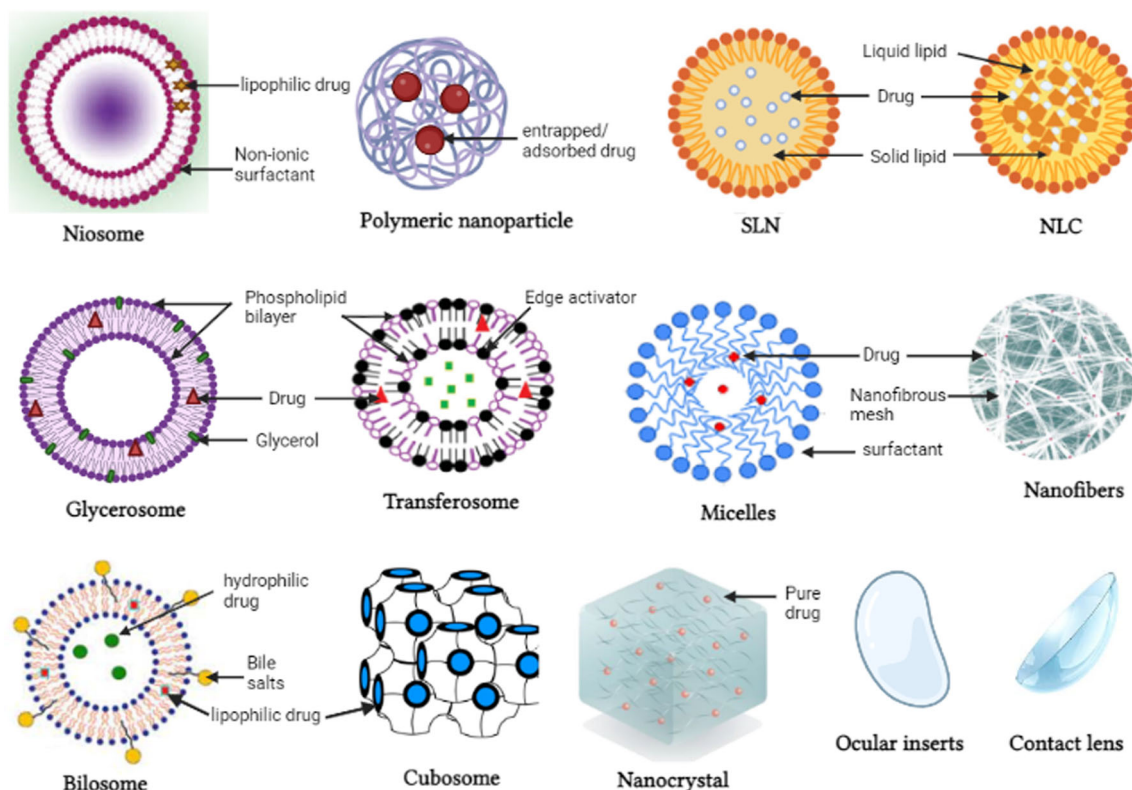 lipophilic drug
Non-ionic
surfactant
Niosome
entrapped/
adsorbed drug
Polymeric nanoparticle
SLN
Liquid lipid
Drug
Solid lipid
NLC
Phospholipid
bilayer
Drug
Glycerol
Glycerosome
Edge activator
Transferosome
Micelles
Drug
Nanofibrous
mesh
surfactant
Nanofibers
hydrophilic
drug
Bile
salts
lipophilic drug
Bilosome
Cubosome
Pure
drug
Nanocrystal
Ocular inserts
Contact lens